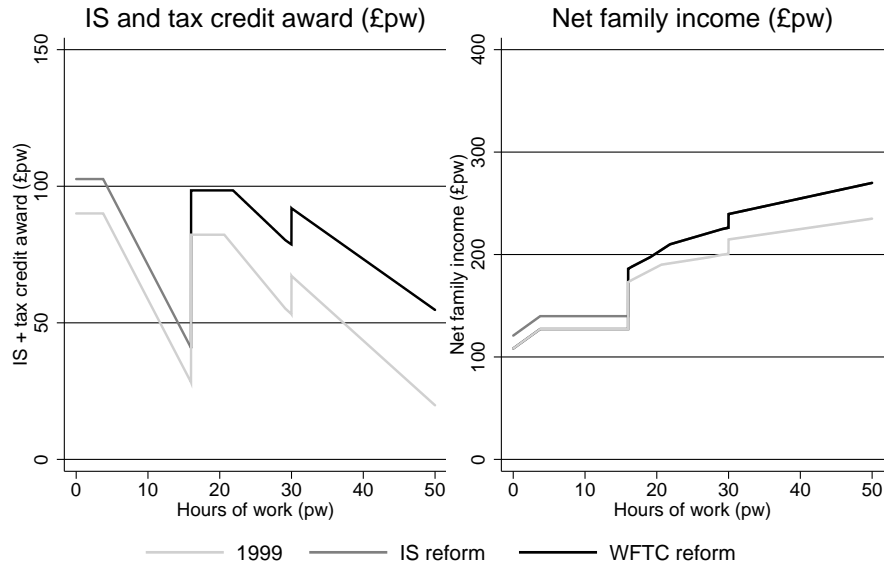 IS and tax credit award (£pw)
IS + tax credit award (£pw)
150
100
50
0
0 10 20 30 40 50
Hours of work (pw)
Net family income (£pw)
Net family income (£pw)
400
300
200
100
0
0 10 20 30 40 50
Hours of work (pw)
1999 IS reform WFTC reform